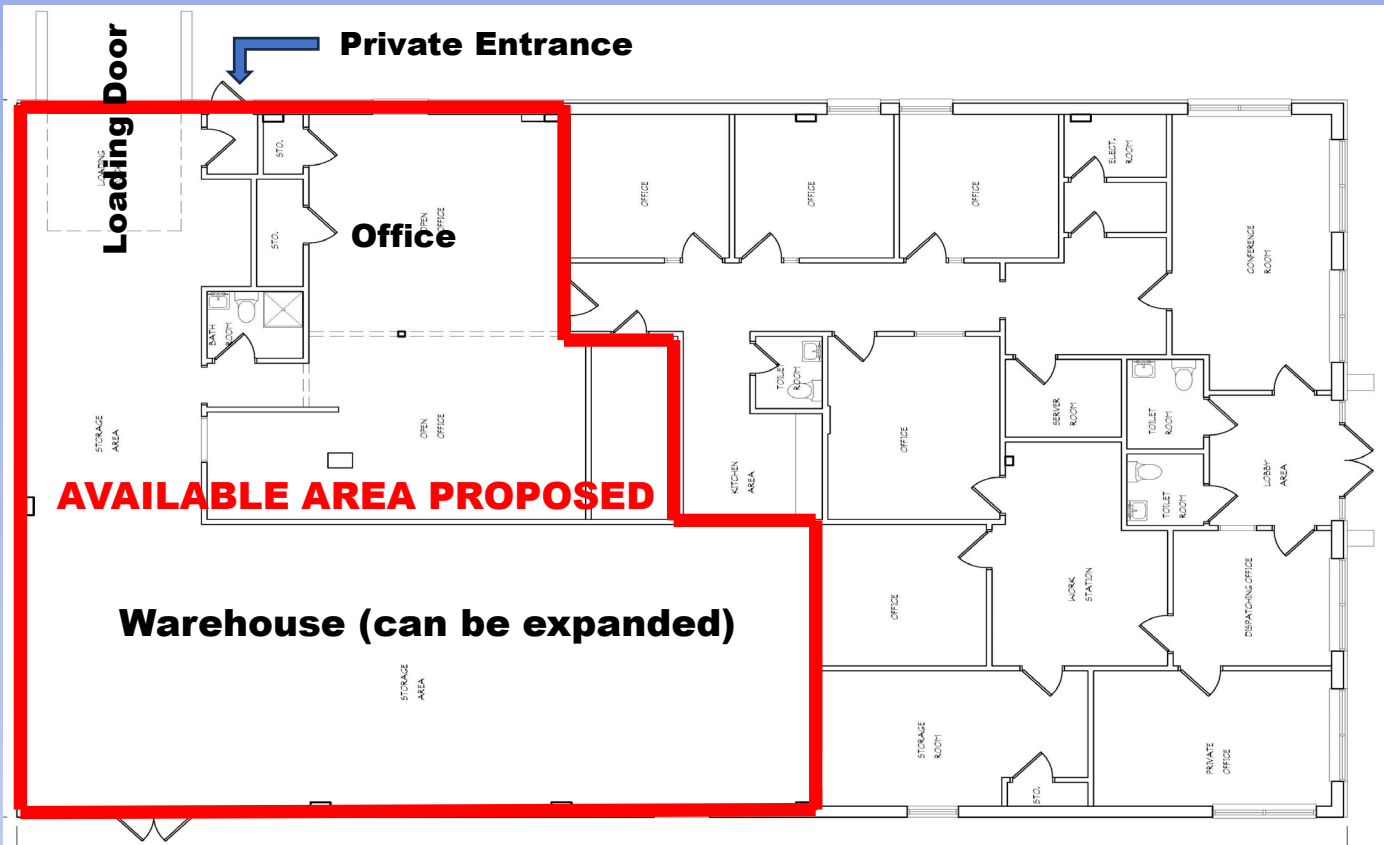 Private Entrance
Loading Door
LOADING
STO.
STO.
OPEN
OFFICE
Office
OFFICE
OFFICE
OFFICE
ELECT.
ROOM
CONFERENCE
ROOM
BATH
ROOM
TOILET
ROOM
SERVER
ROOM
TOILET
ROOM
STORAGE
AREA
OPEN
OFFICE
OFFICE
KITCHEN
AREA
TOILET
ROOM
LOBBY
AREA
AVAILABLE AREA PROPOSED
OFFICE
WORK
STATION
DISPATCHING OFFICE
Warehouse (can be expanded)
STORAGE
AREA
STORAGE
ROOM
STO.
PRIVATE
OFFICE